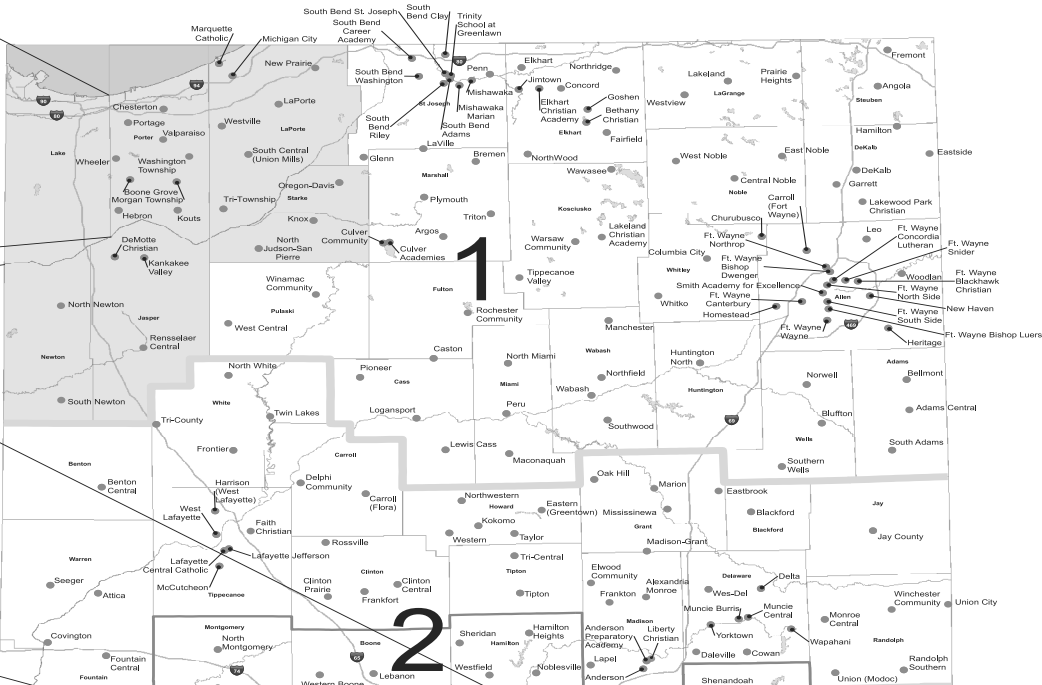 South Bend St. Joseph
South
Bend Clay
Trinity
School at
Greenlawn
South Bend
Career
Academy
Marquette
Catholic
Michigan City
New Prairie
South Bend
Washington
Penn
Mishawaka
St Joseph
Mishawaka
Marian
South
Bend
Riley
South Bend
Adams
LaVille
Elkhart
Northridge
Jimtown
Concord
Elkhart
Christian
Academy
Goshen
Bethany
Christian
Elkhart
Fairfield
Lakeland
Prairie
Heights
LaGrange
Westview
Fremont
Angola
Steuben
Hamilton
80
94
90
80
Chesterton
Portage
Porter
Valparaiso
LaPorte
Westville
LaPorte
Lake
Wheeler
Washington
Township
South Central
(Union Mills)
Glenn
Bremen
NorthWood
Wawasee
West Noble
East Noble
DeKalb
Eastside
DeKalb
Garrett
Boone Grove
Morgan Township
Hebron
Kouts
Oregon-Davis
Starke
Tri-Township
Knox
Marshall
Plymouth
Triton
Argos
Kosciusko
Central Noble
Noble
Carroll
(Fort
Wayne)
Lakewood Park
Christian
Churubusco
Leo
DeMotte
Christian
Kankakee
Valley
North
Judson-San
Pierre
Culver
Community
Culver
Academies
1
Warsaw
Community
Lakeland
Christian
Academy
Columbia City
Whitley
Ft. Wayne
Northrop
Ft. Wayne
Bishop
Dwenger
Ft. Wayne
Concordia
Lutheran
Ft. Wayne
Snider
Woodlan
Ft. Wayne
Blackhawk
Christian
Smith Academy for Excellence
Ft. Wayne
Canterbury
Homestead
Allen
Ft. Wayne
North Side
New Haven
Ft. Wayne
South Side
Ft. Wayne Bishop Luers
Ft. Wayne
Wayne
469
Heritage
Winamac
Community
Fulton
Tippecanoe
Valley
Whitko
North Newton
Jasper
Pulaski
West Central
Rochester
Community
Manchester
Rensselaer
Central
Newton
Caston
North Miami
Wabash
Huntington
North
Adams
Bellmont
North White
Pioneer
Cass
Miami
Northfield
Wabash
Huntington
Norwell
South Newton
White
Twin Lakes
Tri-County
Logansport
Peru
Southwood
69
Bluffton
Adams Central
Wells
Frontier
Carroll
Lewis Cass
Maconaquah
South Adams
Southern
Wells
Benton
Benton
Central
Harrison
(West
Lafayette)
Delphi
Community
Carroll
(Flora)
Oak Hill
Marion
Eastbrook
Jay
West
Lafayette
Faith
Christian
Northwestern
Howard
Eastern
(Greentown)
Kokomo
Western
Taylor
Mississinewa
Grant
Blackford
Blackford
Jay County
Lafayette
Central Catholic
Lafayette Jefferson
McCutcheon
Tippecanoe
Rossville
Madison-Grant
Warren
Seeger
Attica
Clinton
Clinton
Prairie
Clinton
Central
Frankfort
Tri-Central
Tipton
Tipton
Elwood
Community
Alexandria
Monroe
Frankton
Delaware
Delta
Wes-Del
Winchester
Community
Union City
Muncie Burris
Muncie
Central
Monroe
Central
Covington
Montgomery
North
Montgomery
Boone
2
Sheridan
Hamilton
Hamilton
Heights
Madison
Anderson
Preparatory
Academy
Liberty
Christian
Yorktown
Wapahani
Randolph
Fountain
Central
Fountain
74
65
Western Boone
Lebanon
Westfield
Noblesville
Lapel
Anderson
Daleville
Cowan
Shenandoah
Union (Modoc)
Randolph
Southern